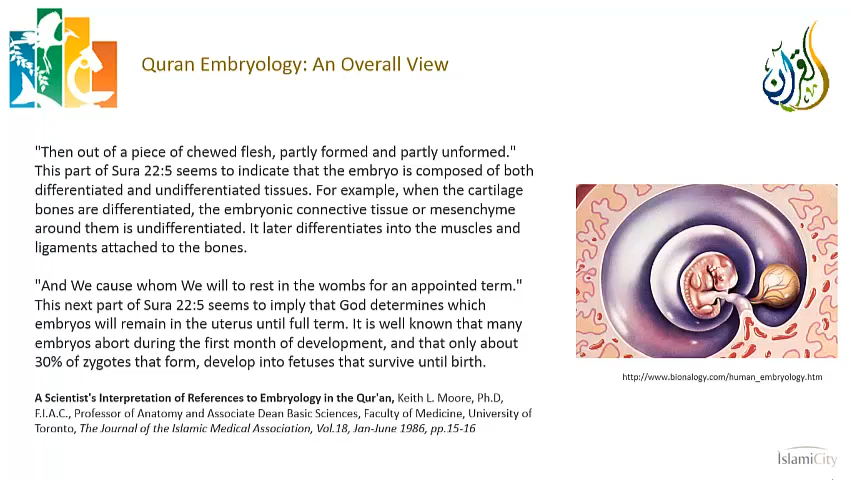 Quran Embryology: An Overall View
القرآن
"Then out of a piece of chewed flesh, partly formed and partly unformed."
This part of Sura 22:5 seems to indicate that the embryo is composed of both
differentiated and undifferentiated tissues. For example, when the cartilage
bones are differentiated, the embryonic connective tissue or mesenchyme
around them is undifferentiated. It later differentiates into the muscles and
ligaments attached to the bones.
"And We cause whom We will to rest in the wombs for an appointed term."
This next part of Sura 22:5 seems to imply that God determines which
embryos will remain in the uterus until full term. It is well known that many
embryos abort during the first month of development, and that only about
30% of zygotes that form, develop into fetuses that survive until birth.
http://www.bionalogy.com/human_embryology.htm
A Scientist's Interpretation of References to Embryology in the Qur'an, Keith L. Moore, Ph.D,
F.I.A.C., Professor of Anatomy and Associate Dean Basic Sciences, Faculty of Medicine, University of
Toronto, The Journal of the Islamic Medical Association, Vol.18, Jan-June 1986, pp.15-16
IslamiCity